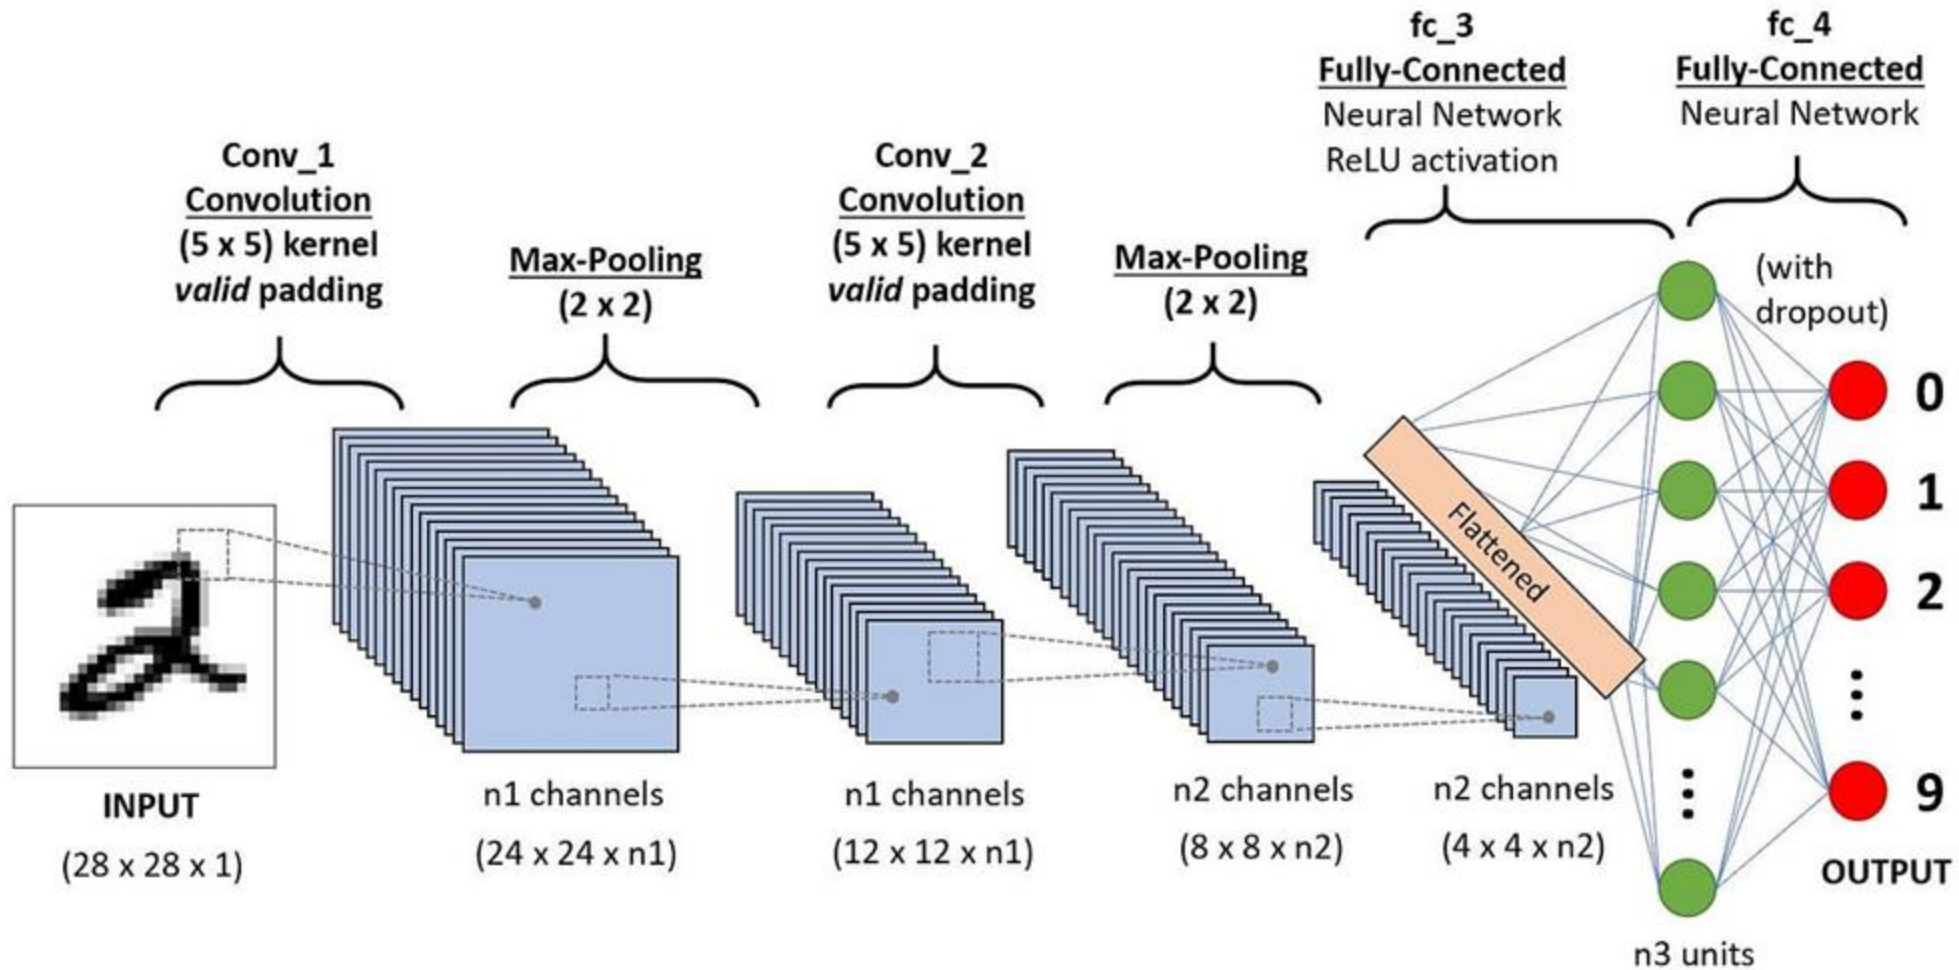 Conv_1
Convolution
(5 x 5) kernel
valid padding
Max-Pooling
(2 x 2)
Conv_2
Convolution
(5 x 5) kernel
valid padding
Max-Pooling
(2 x 2)
fc_3
Fully-Connected
Neural Network
ReLU activation
fc_4
Fully-Connected
Neural Network
(with
dropout)
Flattened
0
1
2
9
OUTPUT
2
INPUT
(28 x 28 x 1)
n1 channels
(24 x 24 x n1)
n1 channels
(12 x 12 x n1)
n2 channels
(8 x 8 x n2)
n2 channels
(4 x 4 x n2)
n3 units